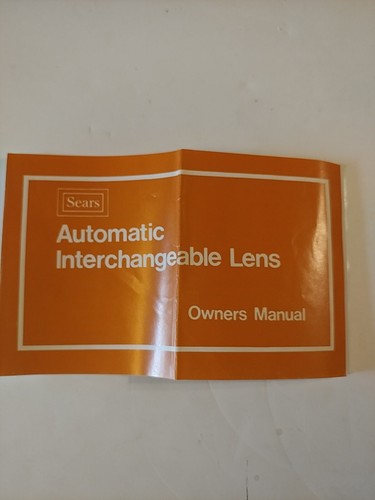 Sears
Automatic
Interchangeable Lens
Owners Manual